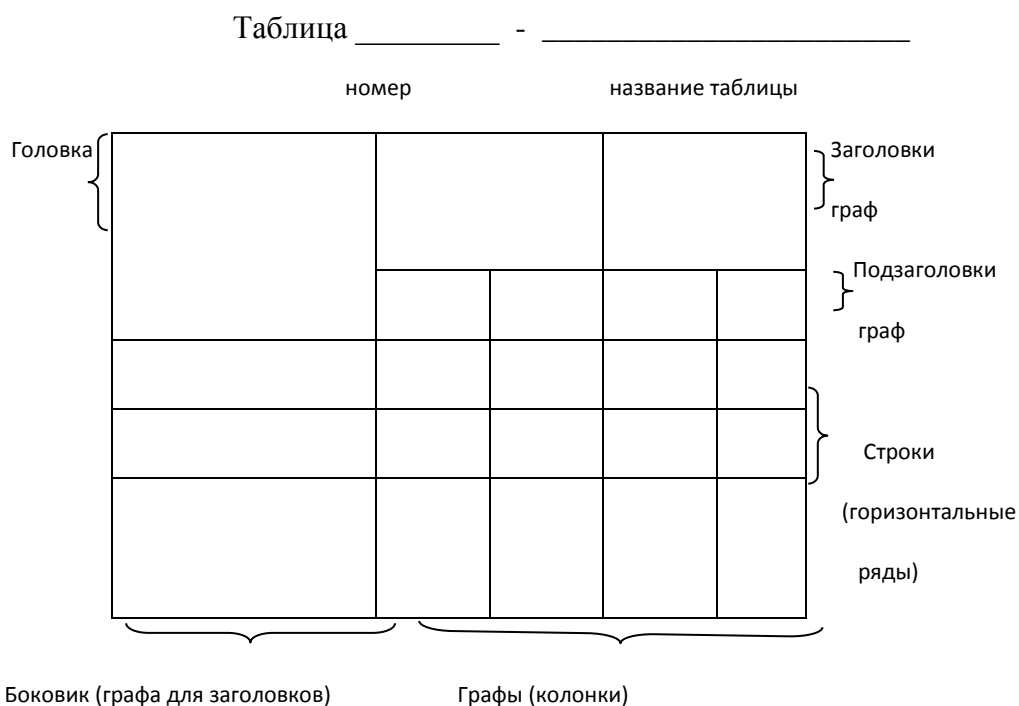 Таблица _________ - _______________________
номер название таблицы
Головка Заголовки
граф
Подзаголовки
граф
Строки
(горизонтальные
ряды)
Боковик (графа для заголовков) Графы (колонки)